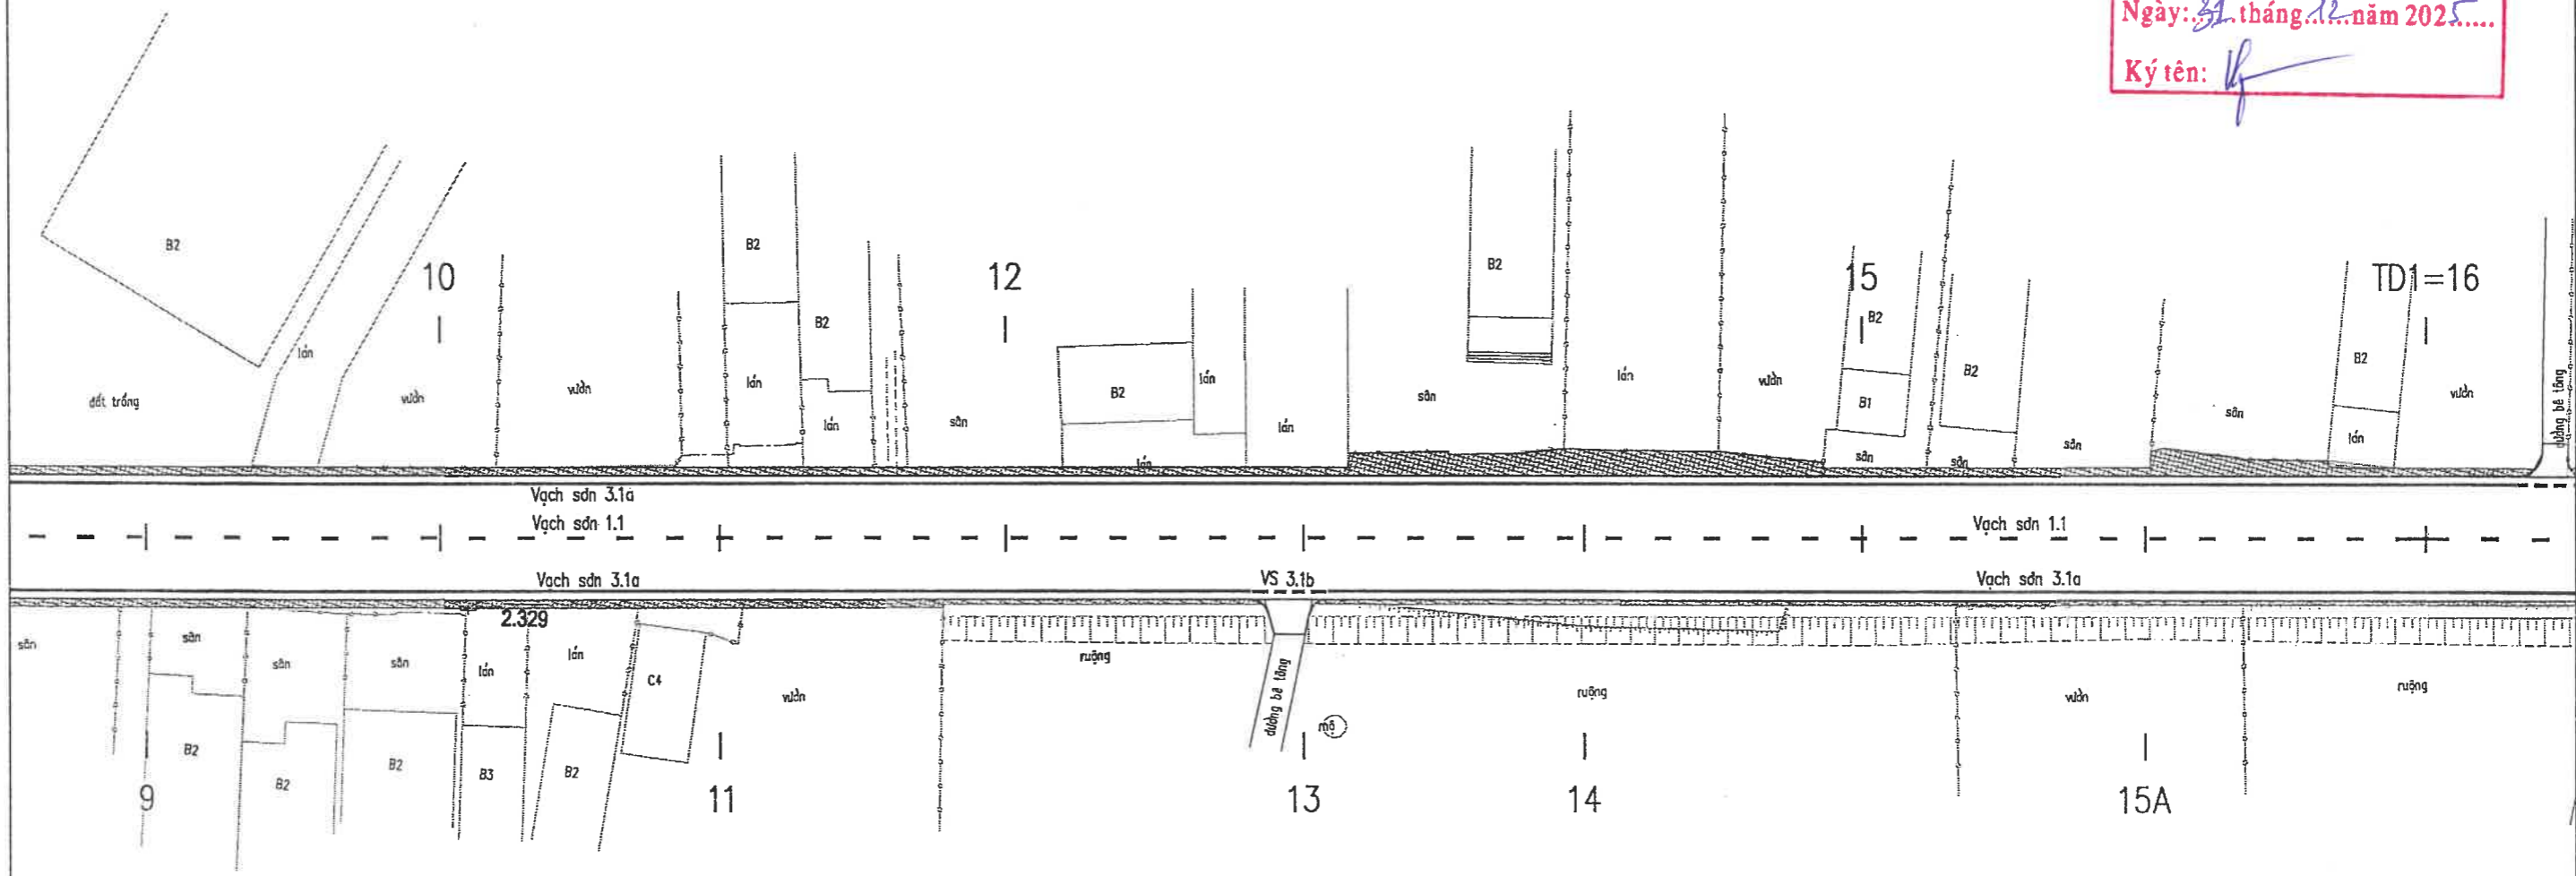 Ngày:..31..tháng..12..năm 2025......
Ký tên:
B2
B2
B2
10
12
B2
15
TD1=16
B2
B2
lán
B2
B2
lán
vườn
lán
B2
lán
sân
lán
vườn
B1
B2
vườn
đất trống
vườn
lán
sân
lán
sân
sân
lán
lán
sân
sân
đường bê tông
Vạch sơn 3.1a
Vạch sơn 1.1
Vạch sơn 1.1
Vạch sơn 3.1a
VS 3.1b
Vạch sơn 3.1a
2.329
sân
sân
sân
sân
lán
lán
C4
vườn
ruộng
đường bê tông
mộ
ruộng
vườn
ruộng
B2
B2
B2
B3
B2
9
11
13
14
15A